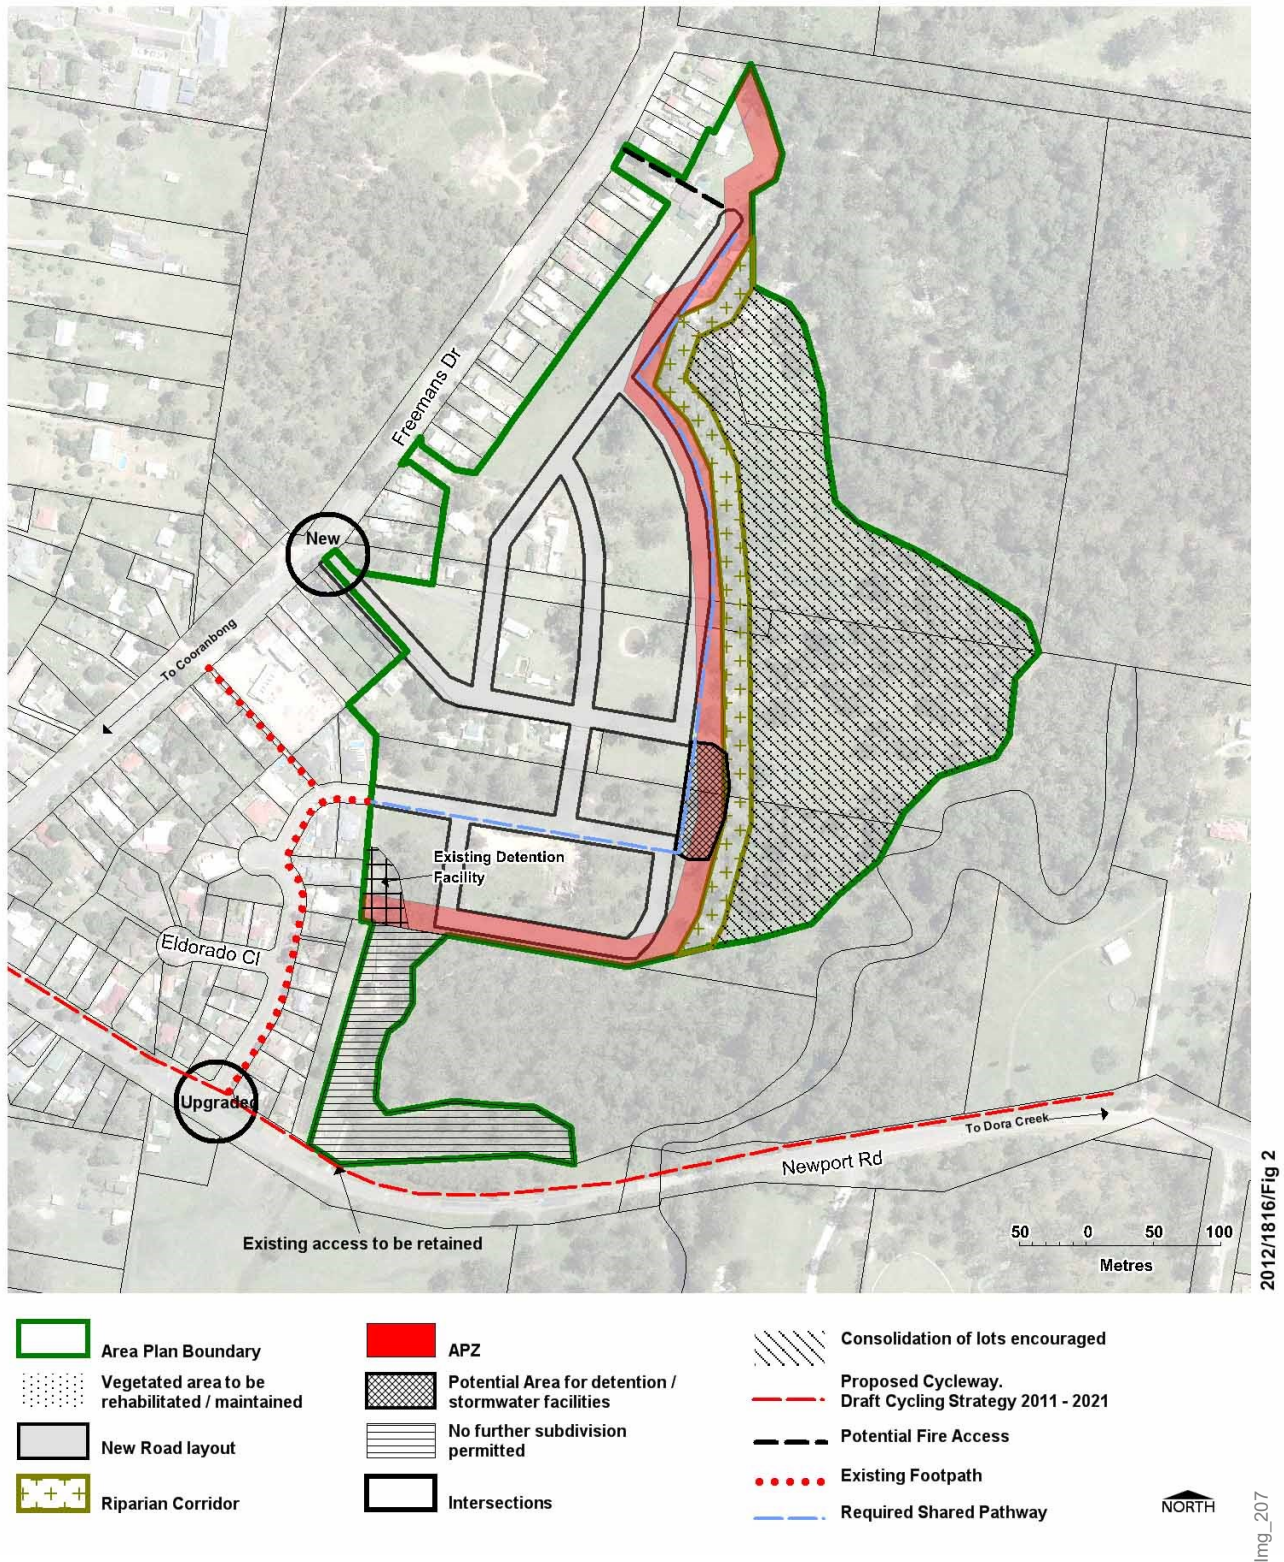 Freemans Dr
New
To Cooranbong
Existing Detention
Facility
Eldorado Cl
Upgraded
To Dora Creek
Newport Rd
Existing access to be retained
50 0 50 100
Metres
2012/1816/Fig 2
Area Plan Boundary
Vegetated area to be
rehabilitated / maintained
New Road layout
Riparian Corridor
APZ
Potential Area for detention /
stormwater facilities
No further subdivision
permitted
Intersections
Consolidation of lots encouraged
Proposed Cycleway.
Draft Cycling Strategy 2011 - 2021
Potential Fire Access
Existing Footpath
Required Shared Pathway
NORTH
Img_207